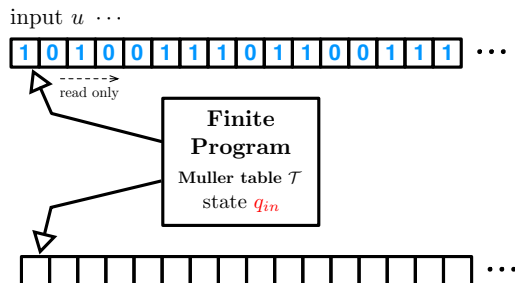 input u ⋯
1 0 1 0 0 1 1 1 0 1 1 0 0 1 1 1 ⋯
read only
Finite
Program
Muller table 𝒯
state q_in
⋯